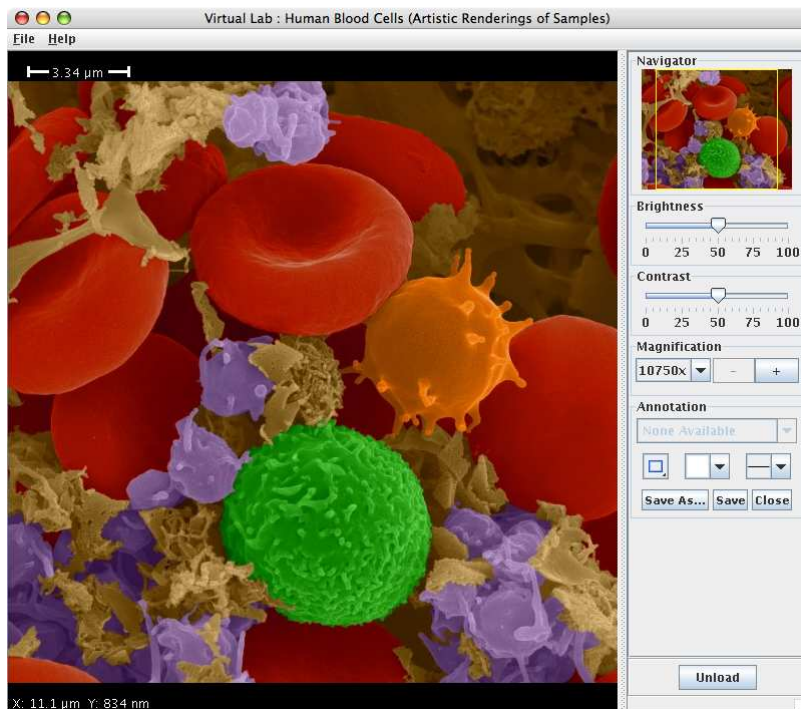 Virtual Lab : Human Blood Cells (Artistic Renderings of Samples)
File Help
3.34 µm
Navigator
Brightness
0 25 50 75 100
Contrast
0 25 50 75 100
Magnification
10750x - +
Annotation
None Available
Save As... Save Close
Unload
X: 11.1 µm Y: 834 nm